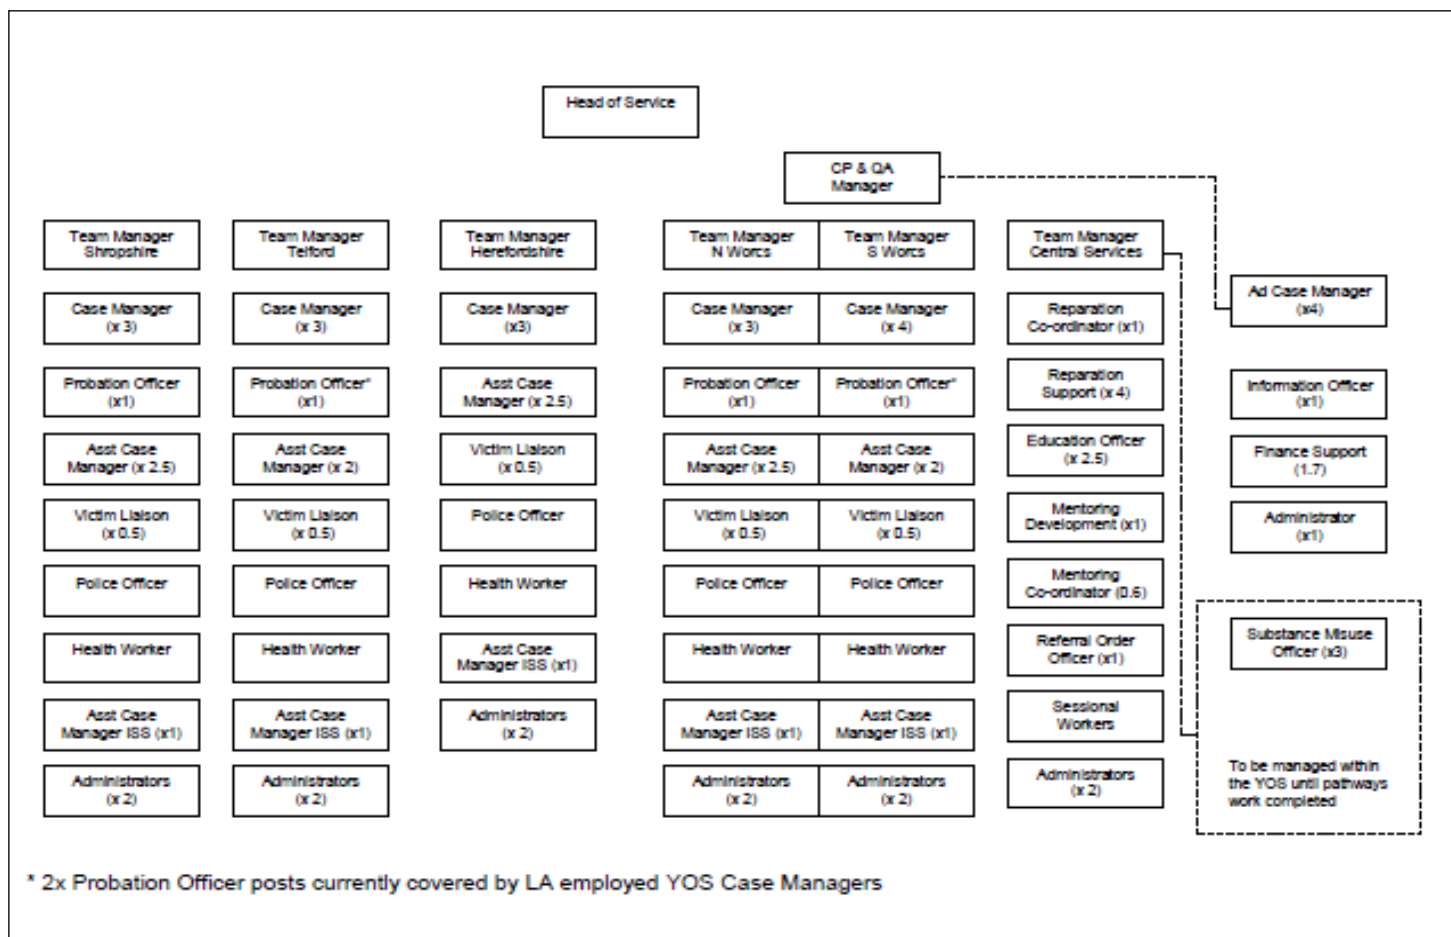 Head of Service
CP & QA
Manager
Team Manager
Shropshire
Case Manager
(x 3)
Probation Officer
(x1)
Asst Case
Manager (x 2.5)
Victim Liaison
(x 0.5)
Police Officer
Health Worker
Asst Case
Manager ISS (x1)
Administrators
(x 2)
Team Manager
Telford
Case Manager
(x 3)
Probation Officer*
(x1)
Asst Case
Manager (x 2)
Victim Liaison
(x 0.5)
Police Officer
Health Worker
Asst Case
Manager ISS (x1)
Administrators
(x 2)
Team Manager
Herefordshire
Case Manager
(x3)
Asst Case
Manager (x 2.5)
Victim Liaison
(x 0.5)
Police Officer
Health Worker
Asst Case
Manager ISS (x1)
Administrators
(x 2)
Team Manager
N Worcs
Case Manager
(x 3)
Probation Officer
(x1)
Asst Case
Manager (x 2.5)
Victim Liaison
(x 0.5)
Police Officer
Health Worker
Asst Case
Manager ISS (x1)
Administrators
(x 2)
Team Manager
S Worcs
Case Manager
(x 4)
Probation Officer*
(x1)
Asst Case
Manager (x 2)
Victim Liaison
(x 0.5)
Police Officer
Health Worker
Asst Case
Manager ISS (x1)
Administrators
(x 2)
Team Manager
Central Services
Reparation
Co-ordinator (x1)
Reparation
Support (x 4)
Education Officer
(x 2.5)
Mentoring
Development (x1)
Mentoring
Co-ordinator (0.6)
Referral Order
Officer (x1)
Sessional
Workers
Administrators
(x 2)
Ad Case Manager
(x4)
Information Officer
(x1)
Finance Support
(1.7)
Administrator
(x1)
Substance Misuse
Officer (x3)
To be managed within
the YOS until pathways
work completed
* 2x Probation Officer posts currently covered by LA employed YOS Case Managers